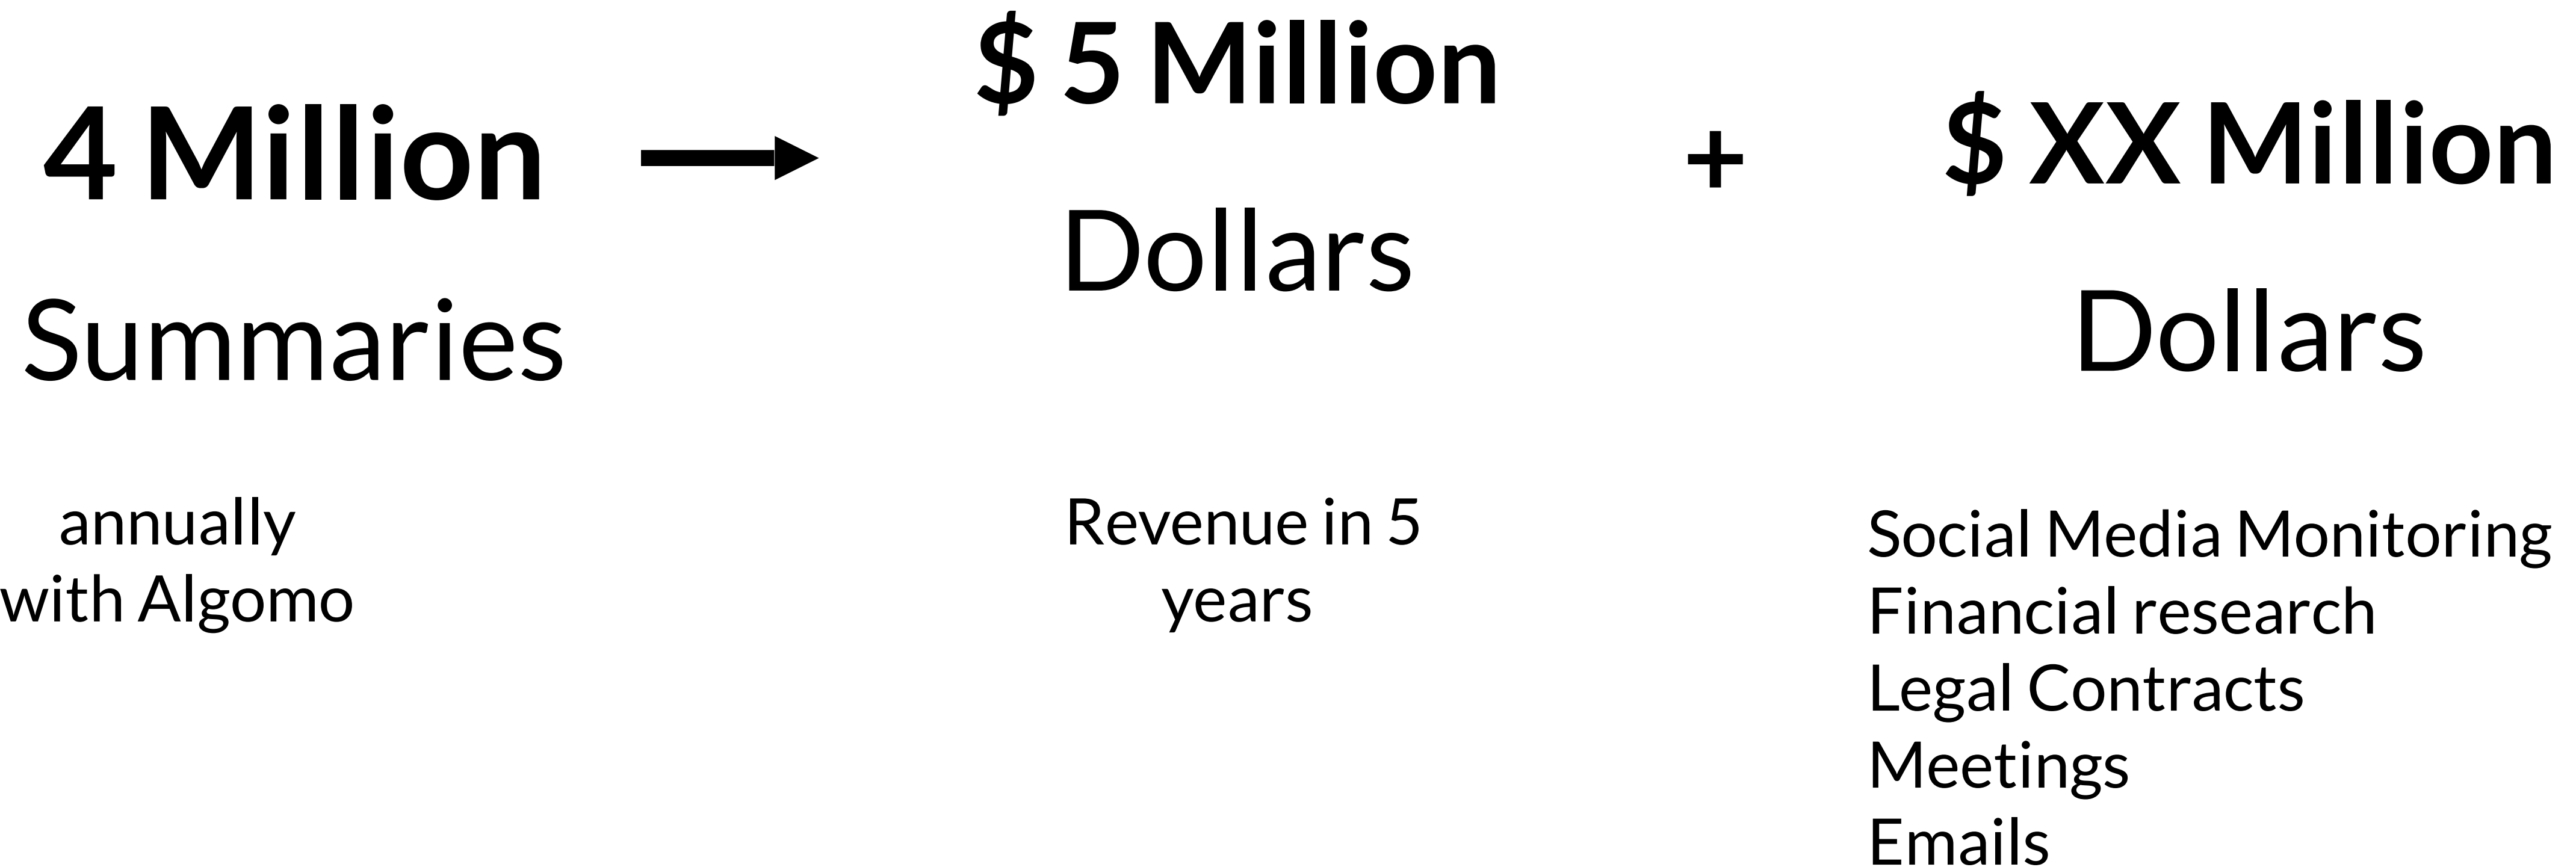 4 Million
Summaries
annually
with Algomo
$ 5 Million
Dollars
Revenue in 5
years
+
$ XX Million
Dollars
Social Media Monitoring
Financial research
Legal Contracts
Meetings
Emails